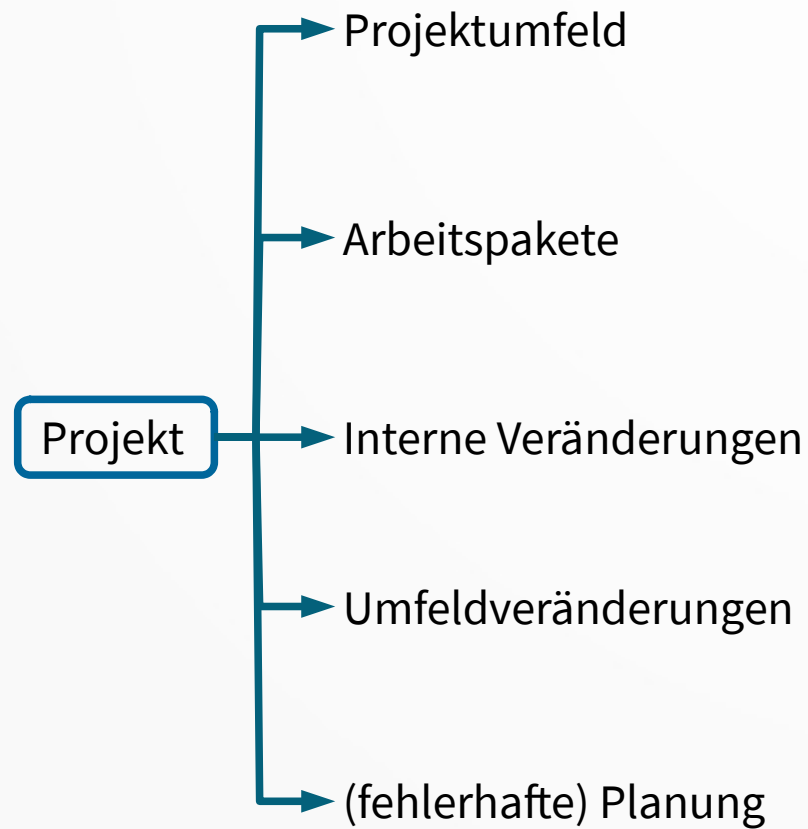 Projektumfeld
Arbeitspakete
Projekt
Interne Veränderungen
Umfeldveränderungen
(fehlerhafte) Planung